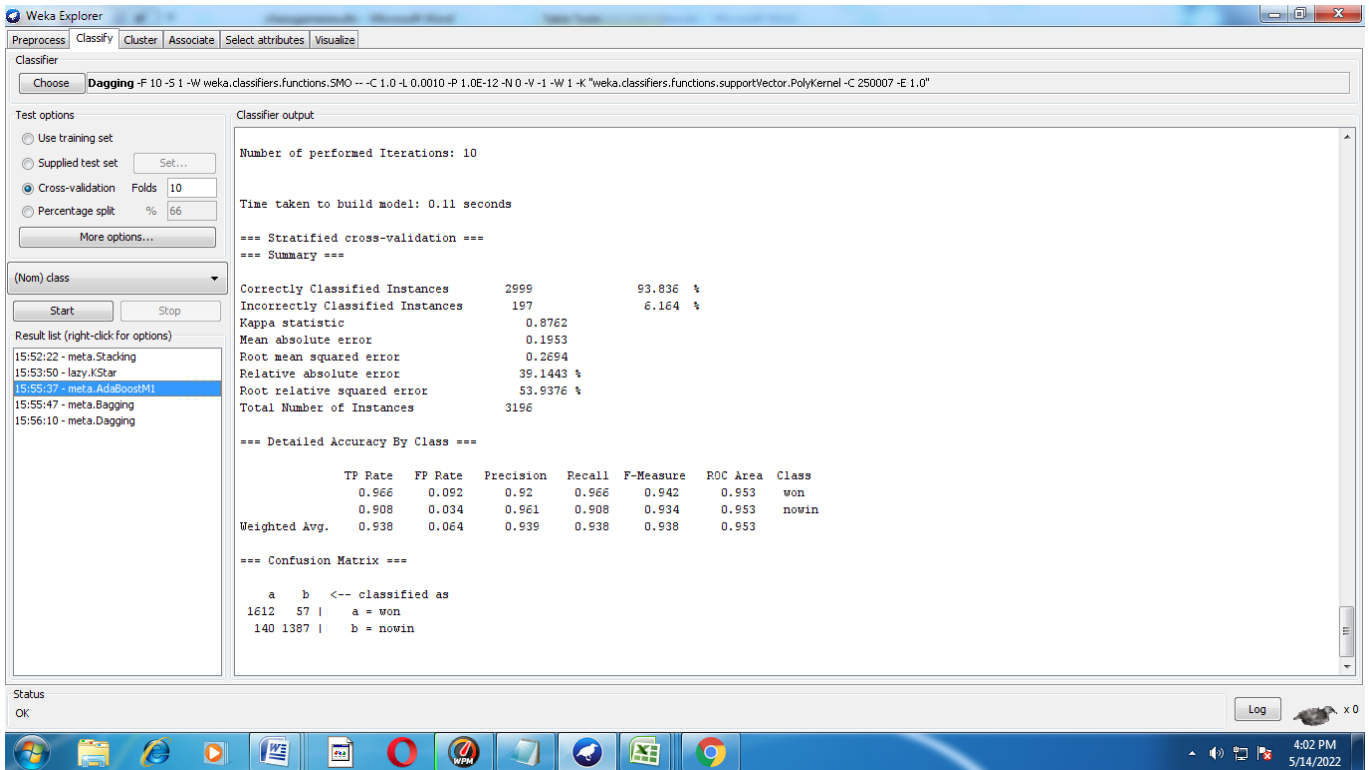 Weka Explorer
Preprocess Classify Cluster Associate Select attributes Visualize
Classifier
Choose Dagging -F 10 -S 1 -W weka.classifiers.functions.SMO -- -C 1.0 -L 0.0010 -P 1.0E-12 -N 0 -V -1 -W 1 -K "weka.classifiers.functions.supportVector.PolyKernel -C 250007 -E 1.0"
Test options
Use training set
Supplied test set Set...
Cross-validation Folds 10
Percentage split % 66
More options...
(Nom) class
Start Stop
Result list (right-click for options)
15:52:22 - meta.Stacking
15:53:50 - lazy.KStar
15:55:37 - meta.AdaBoostM1
15:55:47 - meta.Bagging
15:56:10 - meta.Dagging
Classifier output
Number of performed Iterations: 10
Time taken to build model: 0.11 seconds
=== Stratified cross-validation ===
=== Summary ===
Correctly Classified Instances 2999 93.836 %
Incorrectly Classified Instances 197 6.164 %
Kappa statistic 0.8762
Mean absolute error 0.1953
Root mean squared error 0.2694
Relative absolute error 39.1443 %
Root relative squared error 53.9376 %
Total Number of Instances 3196
=== Detailed Accuracy By Class ===
TP Rate FP Rate Precision Recall F-Measure ROC Area Class
0.966 0.092 0.92 0.966 0.942 0.953 won
0.908 0.034 0.961 0.908 0.934 0.953 nowin
Weighted Avg. 0.938 0.064 0.939 0.938 0.938 0.953
=== Confusion Matrix ===
a b <-- classified as
1612 57 | a = won
140 1387 | b = nowin
Status
OK
Log x 0
WPM
4:02 PM
5/14/2022